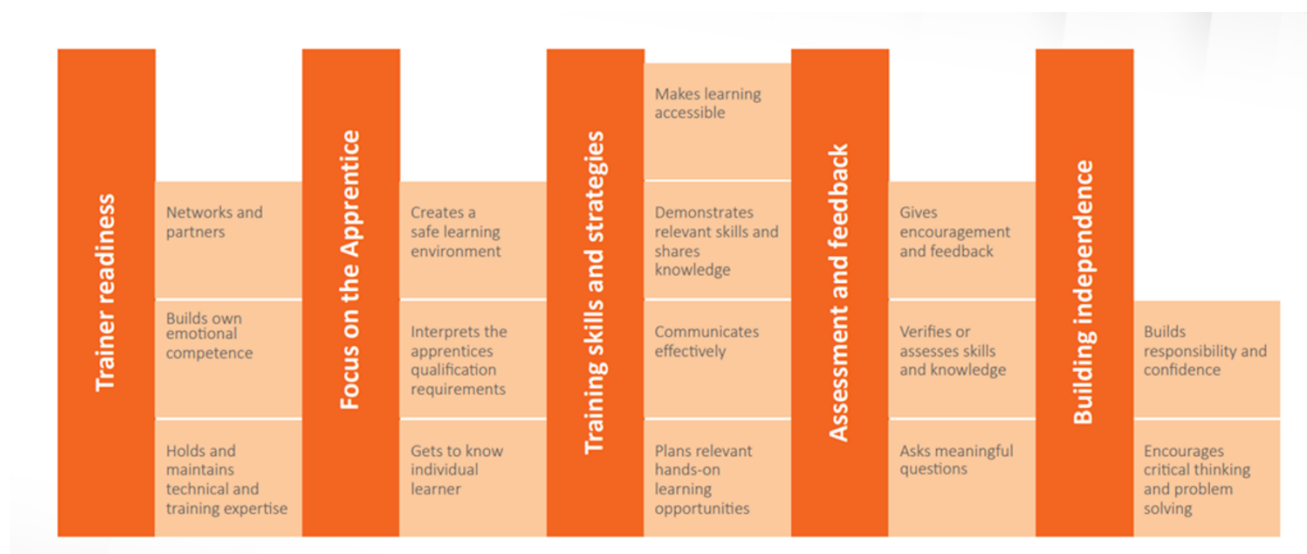 Trainer readiness
Networks and
partners
Builds own
emotional
competence
Holds and
maintains
technical and
training expertise
Focus on the Apprentice
Creates a
safe learning
environment
Interprets the
apprentices
qualification
requirements
Gets to know
individual
learner
Training skills and strategies
Makes learning
accessible
Demonstrates
relevant skills and
shares
knowledge
Communicates
effectively
Plans relevant
hands-on
learning
opportunities
Assessment and feedback
Gives
encouragement
and feedback
Verifies or
assesses skills
and knowledge
Asks meaningful
questions
Building independence
Builds
responsibility and
confidence
Encourages
critical thinking
and problem
solving